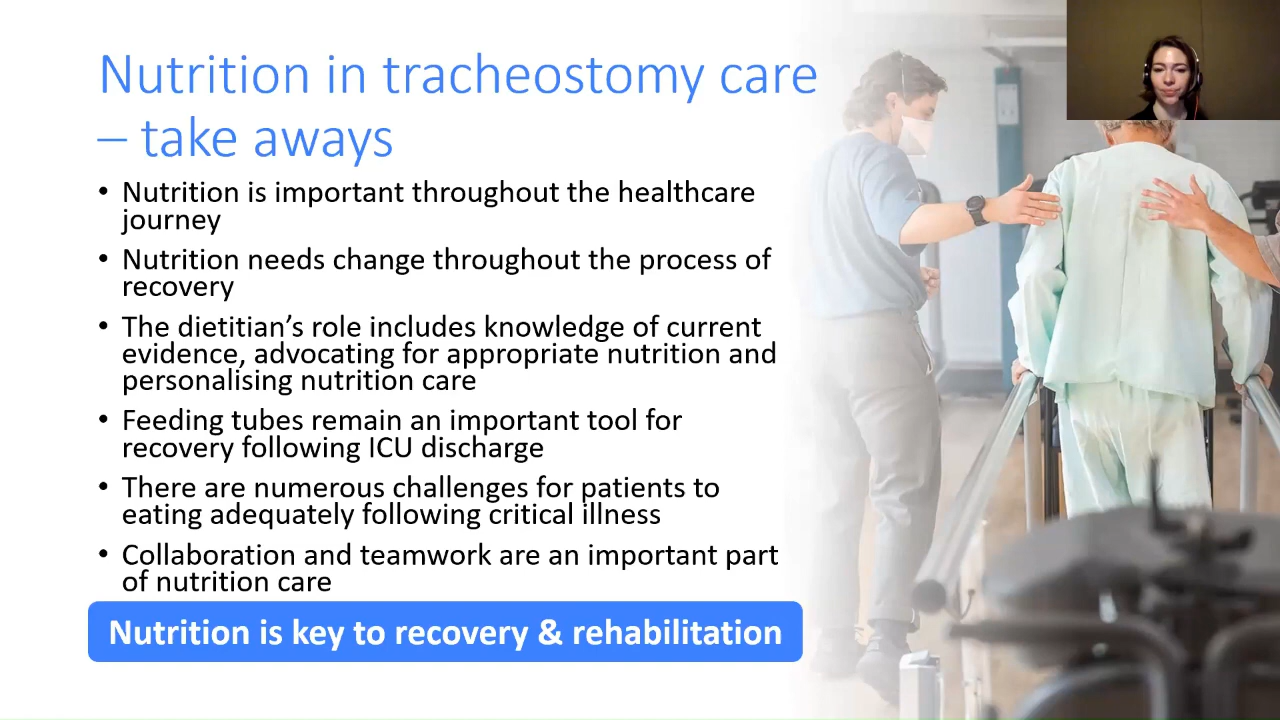 Nutrition in tracheostomy care
– take aways
• Nutrition is important throughout the healthcare
journey
• Nutrition needs change throughout the process of
recovery
• The dietitian’s role includes knowledge of current
evidence, advocating for appropriate nutrition and
personalising nutrition care
• Feeding tubes remain an important tool for
recovery following ICU discharge
• There are numerous challenges for patients to
eating adequately following critical illness
• Collaboration and teamwork are an important part
of nutrition care
Nutrition is key to recovery & rehabilitation